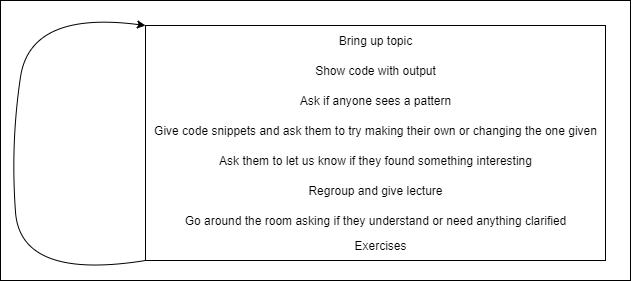 Bring up topic
Show code with output
Ask if anyone sees a pattern
Give code snippets and ask them to try making their own or changing the one given
Ask them to let us know if they found something interesting
Regroup and give lecture
Go around the room asking if they understand or need anything clarified
Exercises